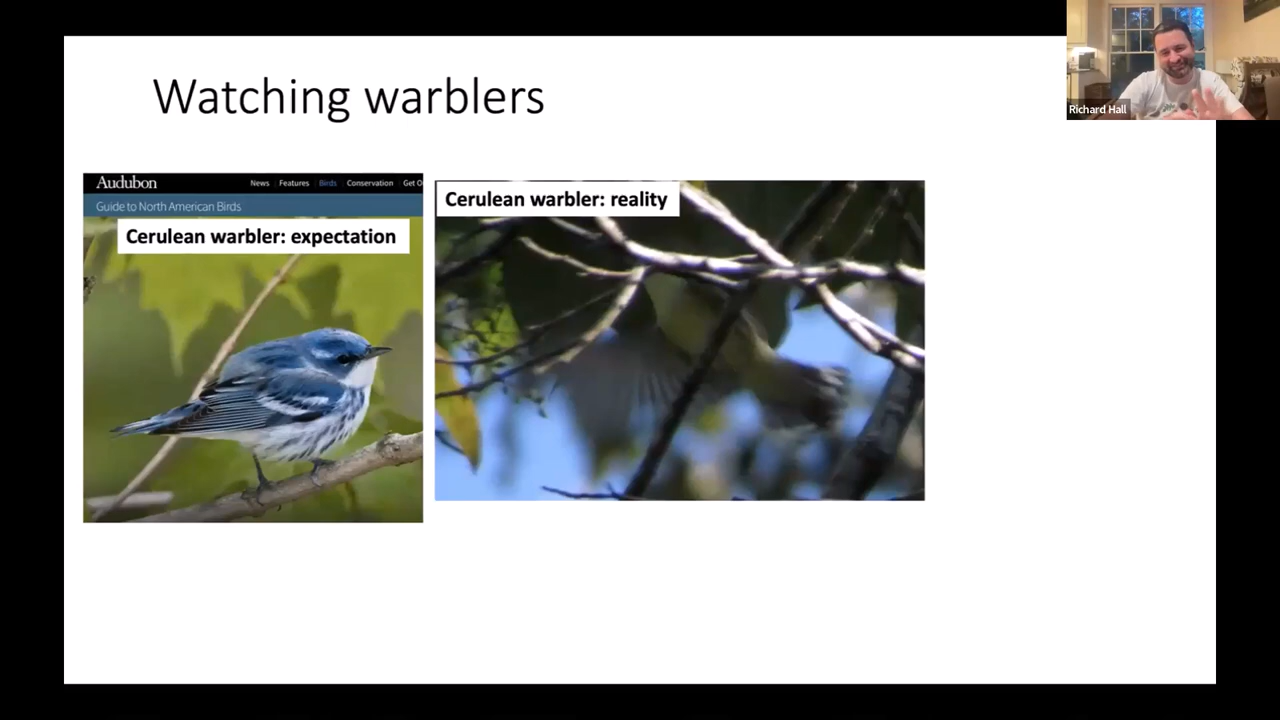 Watching warblers
Richard Hall
Audubon
News Features Birds Conservation Get O
Guide to North American Birds
Cerulean warbler: expectation
Cerulean warbler: reality